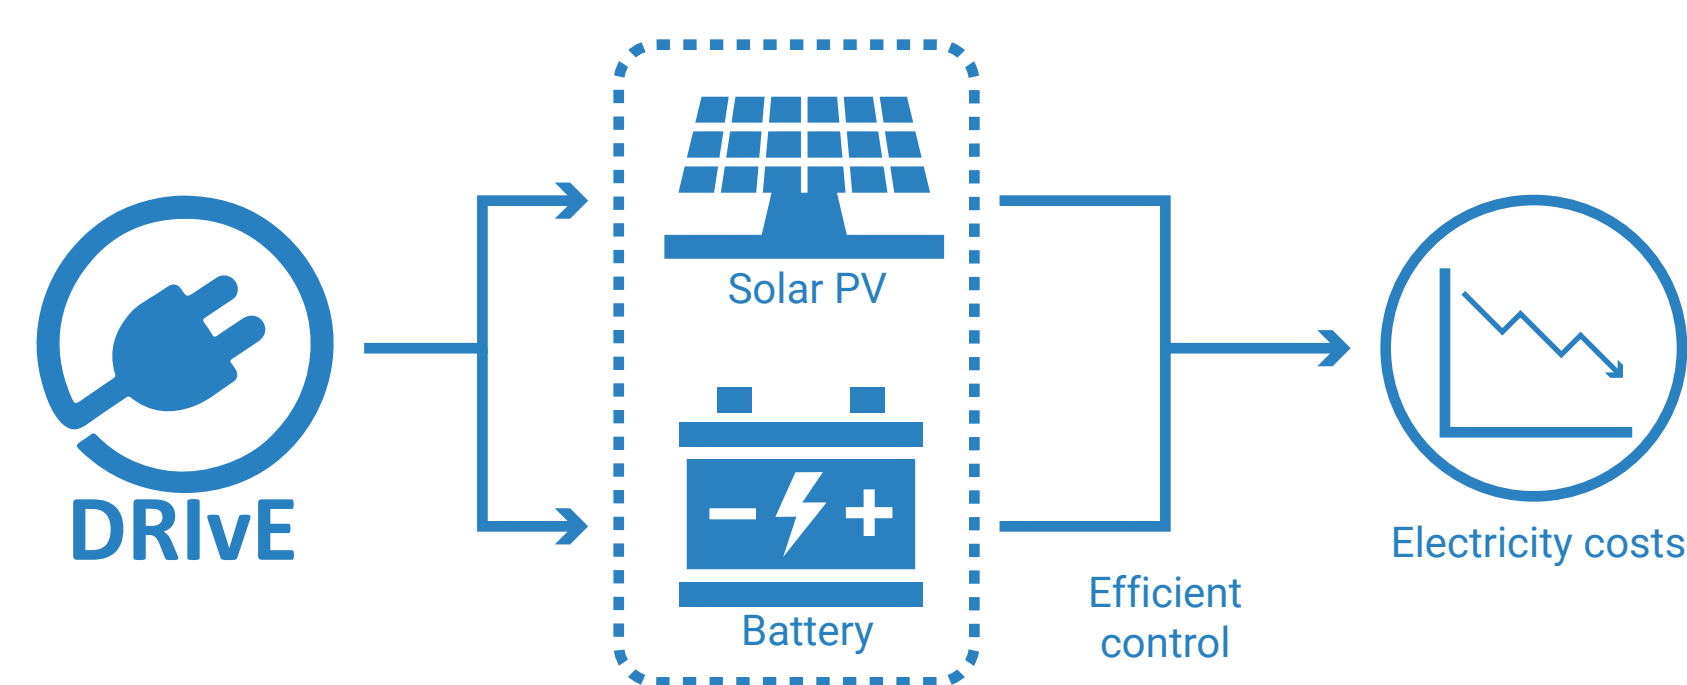 Solar PV
DRIvE
Battery
Efficient
control
Electricity costs